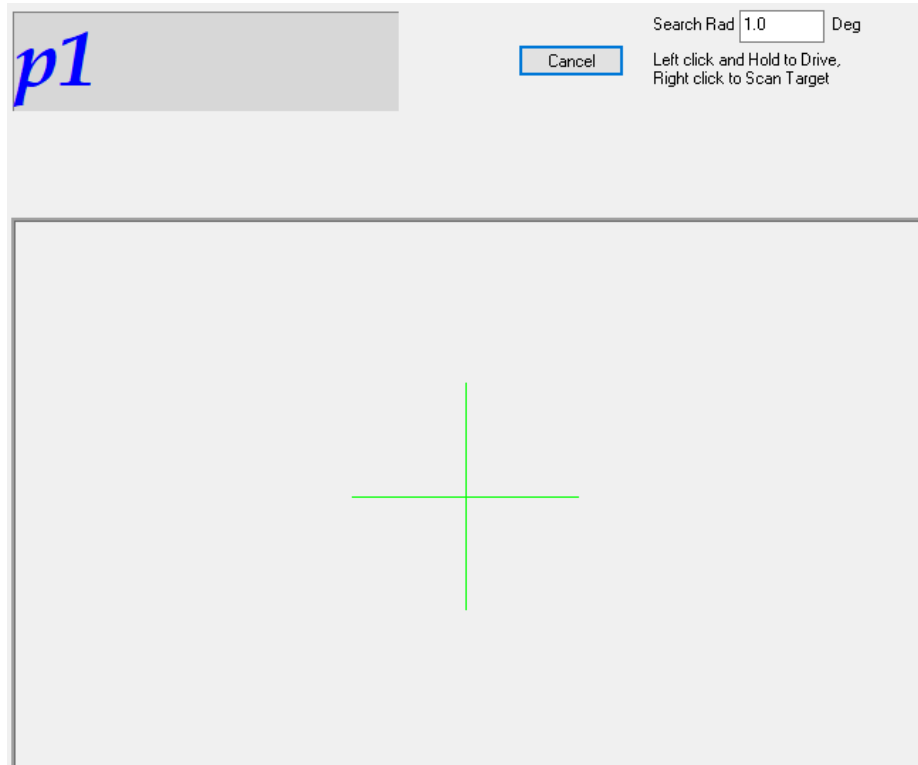 p1
Search Rad 1.0 Deg
Cancel
Left click and Hold to Drive,
Right click to Scan Target